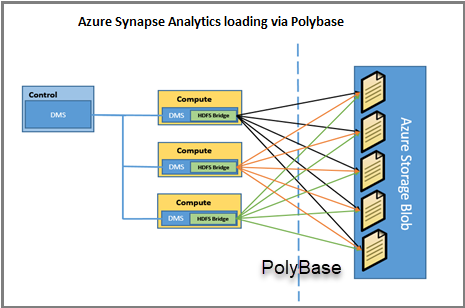 Azure Synapse Analytics loading via Polybase
Control
DMS
Compute
DMS HDFS Bridge
Compute
DMS HDFS Bridge
Compute
DMS HDFS Bridge
Azure Storage Blob
PolyBase